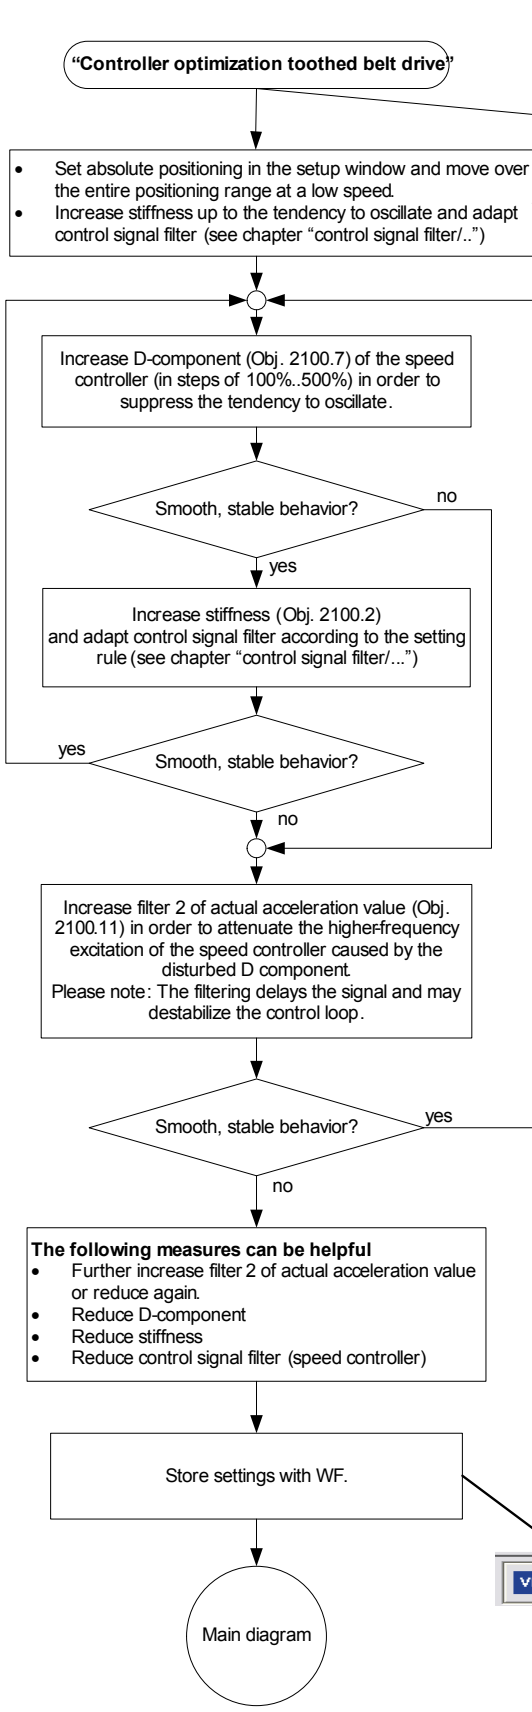 “Controller optimization toothed belt drive”
• Set absolute positioning in the setup window and move over
the entire positioning range at a low speed.
• Increase stiffness up to the tendency to oscillate and adapt
control signal filter (see chapter “control signal filter/..”)
Increase D-component (Obj. 2100.7) of the speed
controller (in steps of 100%..500%) in order to
suppress the tendency to oscillate.
Smooth, stable behavior?
no
yes
Increase stiffness (Obj. 2100.2)
and adapt control signal filter according to the setting
rule (see chapter “control signal filter/...”)
yes
Smooth, stable behavior?
no
Increase filter 2 of actual acceleration value (Obj.
2100.11) in order to attenuate the higher-frequency
excitation of the speed controller caused by the
disturbed D component.
Please note: The filtering delays the signal and may
destabilize the control loop.
Smooth, stable behavior?
yes
no
The following measures can be helpful
• Further increase filter 2 of actual acceleration value
or reduce again.
• Reduce D-component
• Reduce stiffness
• Reduce control signal filter (speed controller)
Store settings with WF.
V
Main diagram